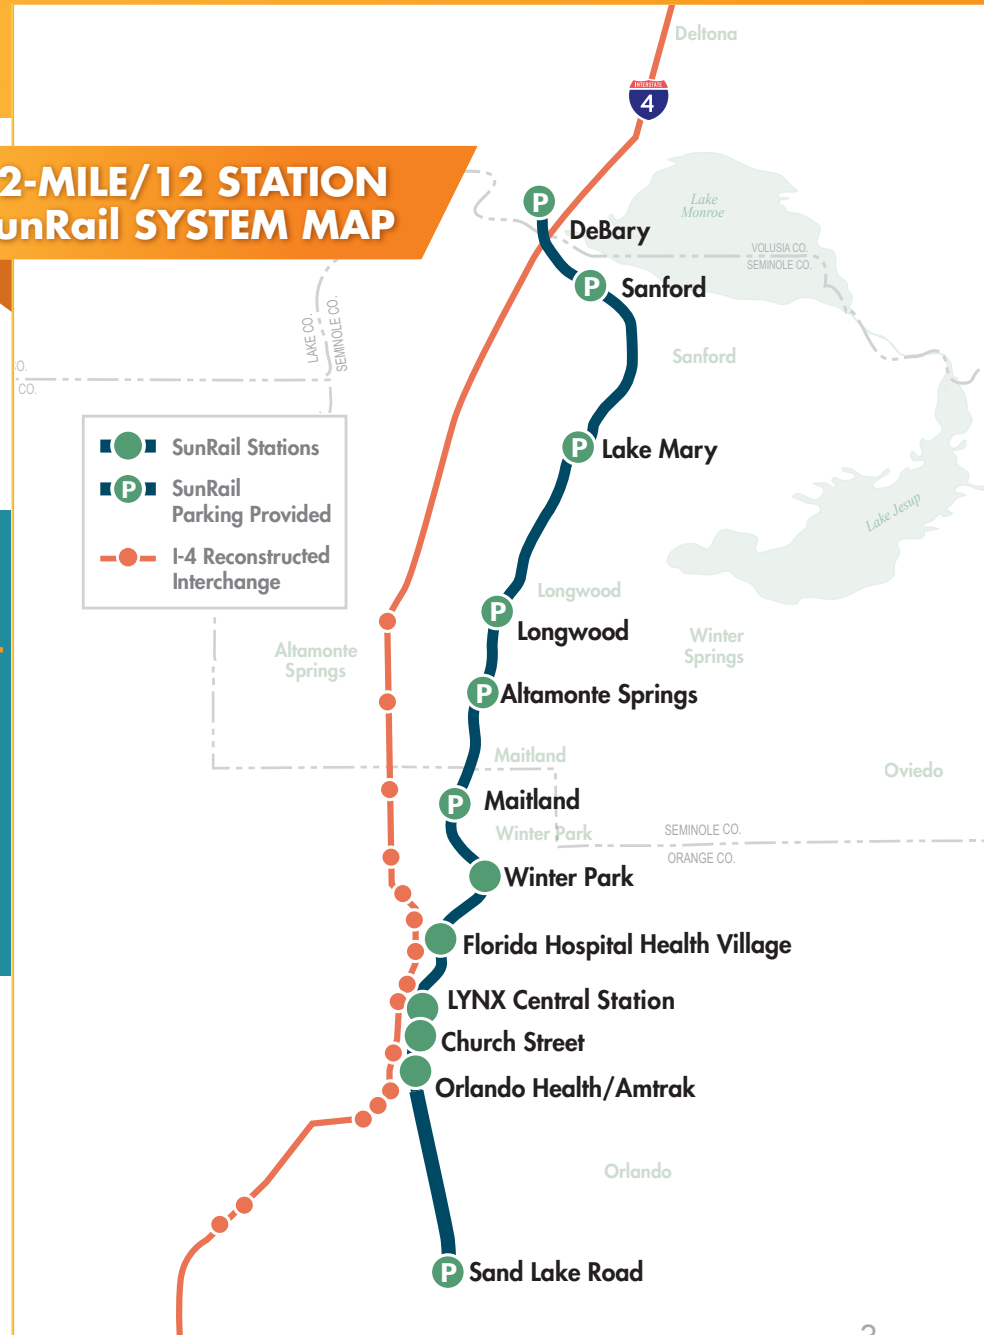 2-MILE/12 STATION
unRail SYSTEM MAP
Deltona
INTERSTATE
4
Lake
Monroe
P
DeBary
VOLUSIA CO.
SEMINOLE CO.
P
Sanford
LAKE CO.
SEMINOLE CO.
Sanford
O.
CO.
SunRail Stations
P
SunRail
Parking Provided
I-4 Reconstructed
Interchange
P
Lake Mary
Lake Jesup
Longwood
P
Longwood
Winter
Springs
Altamonte
Springs
P
Altamonte Springs
Maitland
Oviedo
P
Maitland
Winter Park
SEMINOLE CO.
ORANGE CO.
Winter Park
Florida Hospital Health Village
LYNX Central Station
Church Street
Orlando Health/Amtrak
Orlando
P
Sand Lake Road